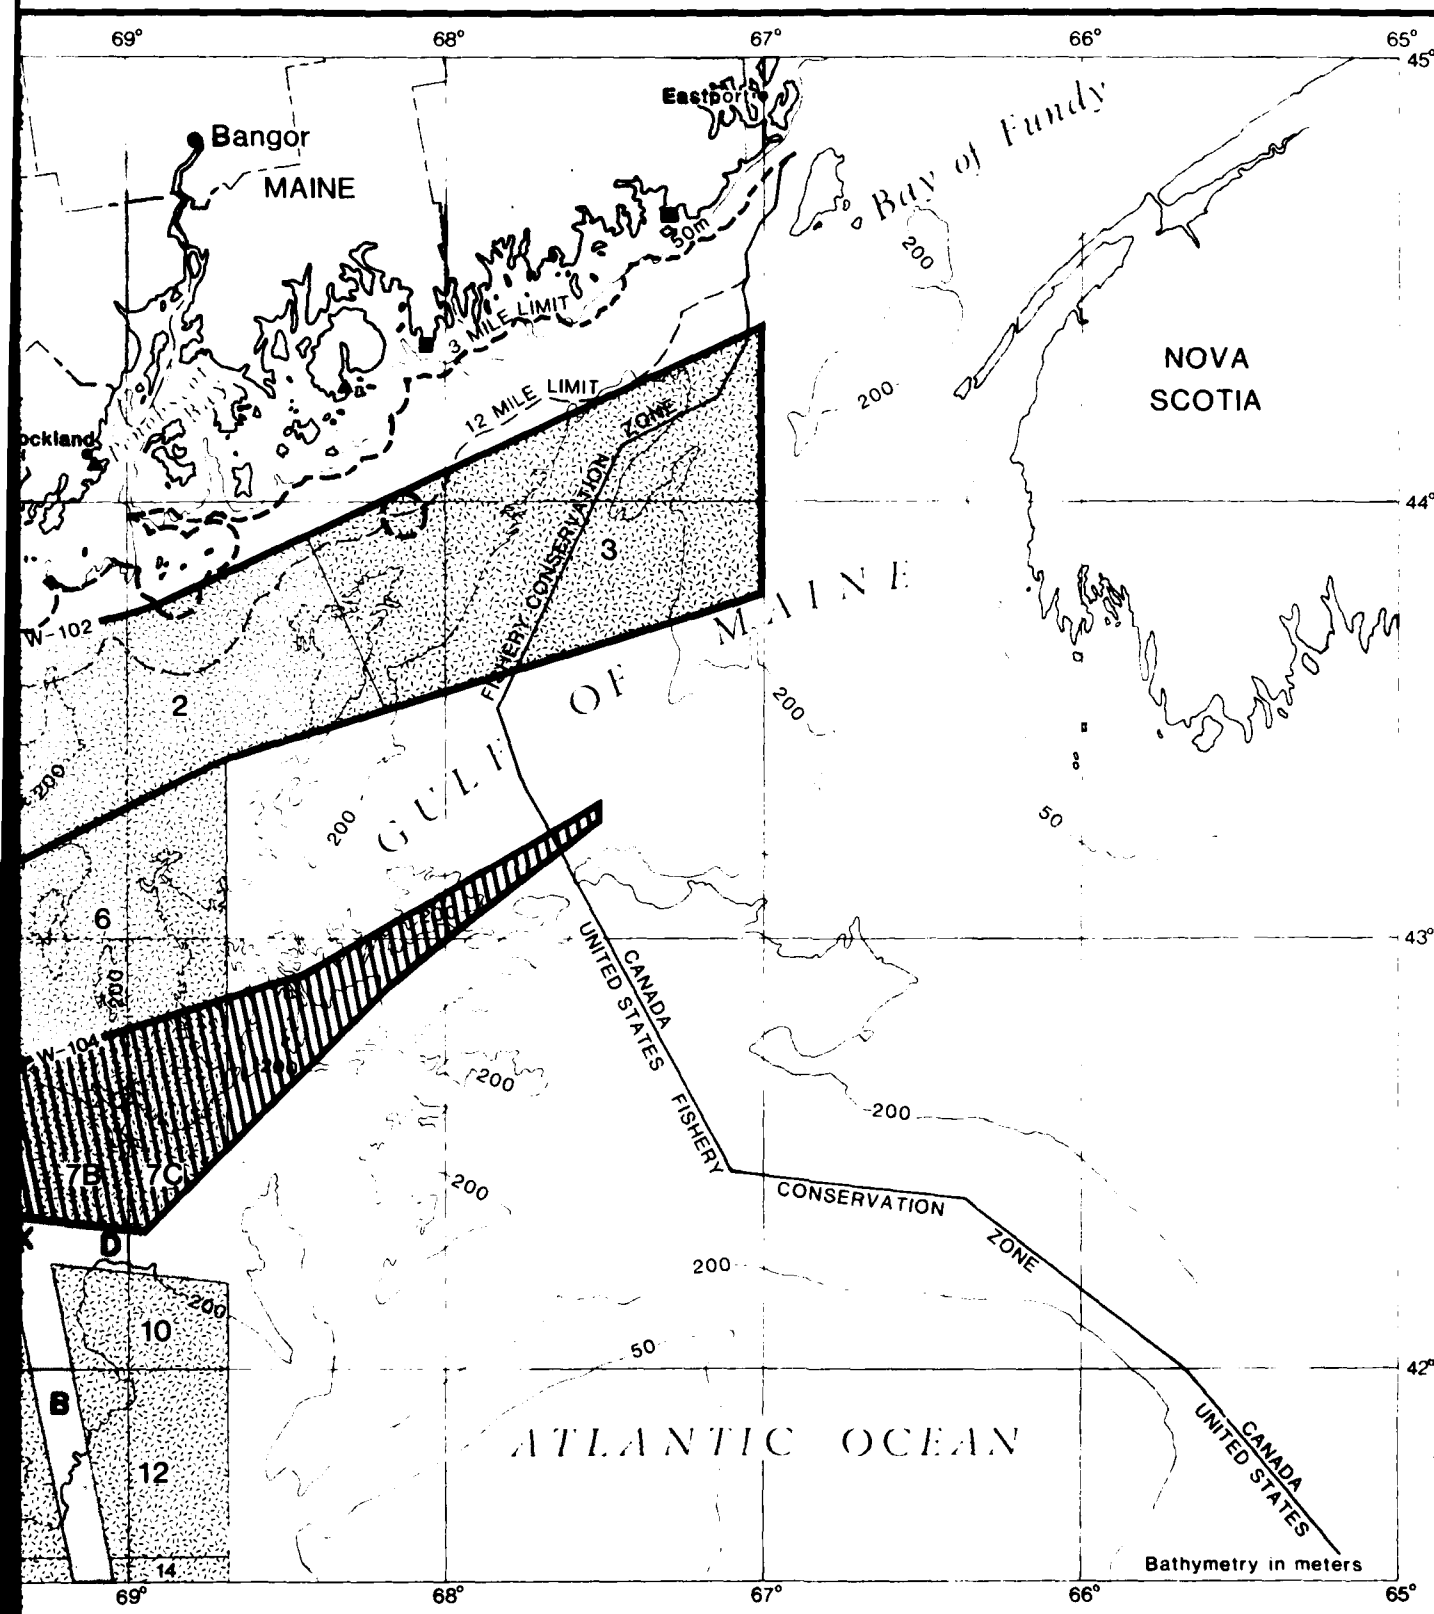 69° 68° 67° 66° 65°
45°
Eastport
Bangor
MAINE
Bay of Fundy
50m
200
3 MILE LIMIT
NOVA
SCOTIA
200
12 MILE LIMIT
ZONE
ockland
FISHERY CONSERVATION
44°
3
W-102
GULF OF MAINE
2
200
200
200
50
6
200
43°
200
CANADA
UNITED STATES
W-104
200
200
FISHERY
200
7B 7C
200
CONSERVATION
ZONE
D
200
10
200
50
42°
B
ATLANTIC OCEAN
CANADA
UNITED STATES
12
14
Bathymetry in meters
69° 68° 67° 66° 65°